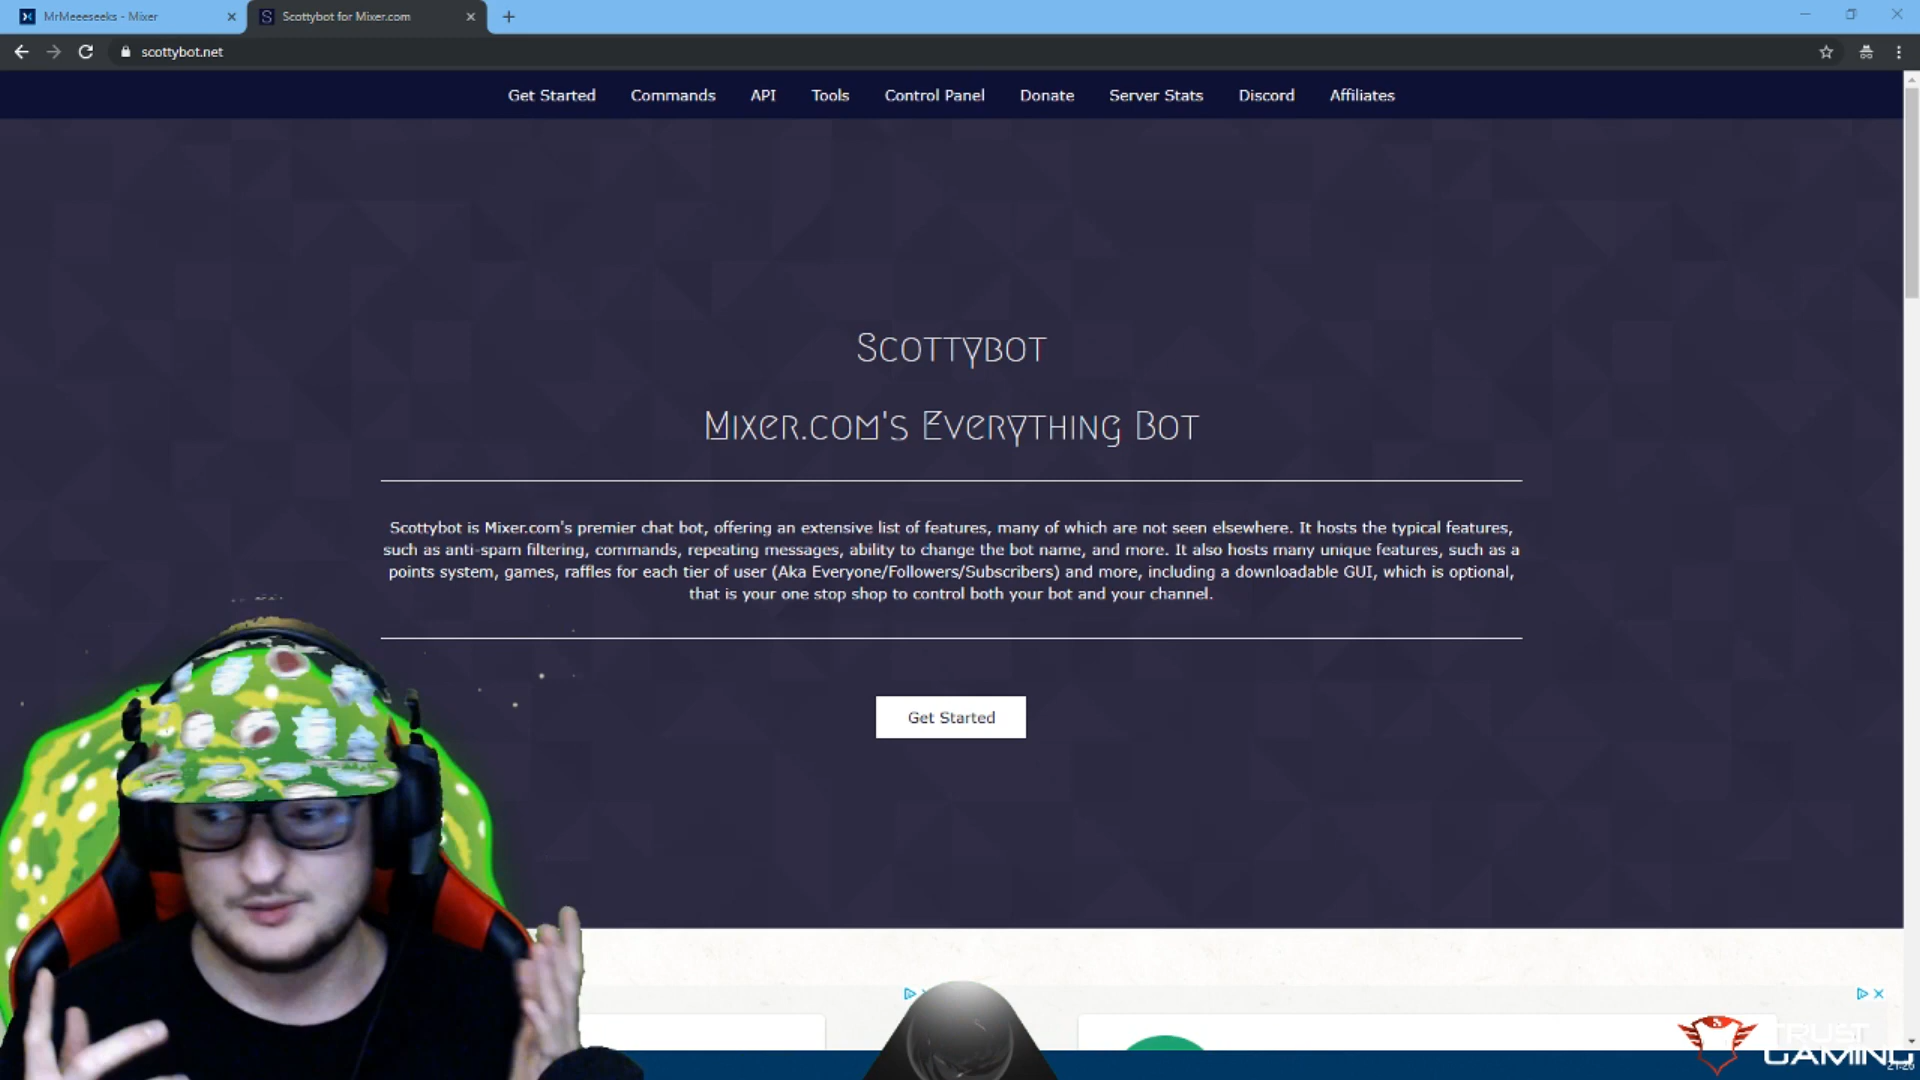 MrMeeeseeks - Mixer
Scottybot for Mixer.com
scottybot.net
Get Started Commands API Tools Control Panel Donate Server Stats Discord Affiliates
Scottybot
Mixer.com's Everything Bot
Scottybot is Mixer.com's premier chat bot, offering an extensive list of features, many of which are not seen elsewhere. It hosts the typical features,
such as anti-spam filtering, commands, repeating messages, ability to change the bot name, and more. It also hosts many unique features, such as a
points system, games, raffles for each tier of user (Aka Everyone/Followers/Subscribers) and more, including a downloadable GUI, which is optional,
that is your one stop shop to control both your bot and your channel.
Get Started
TRUST
GAMING
21:26